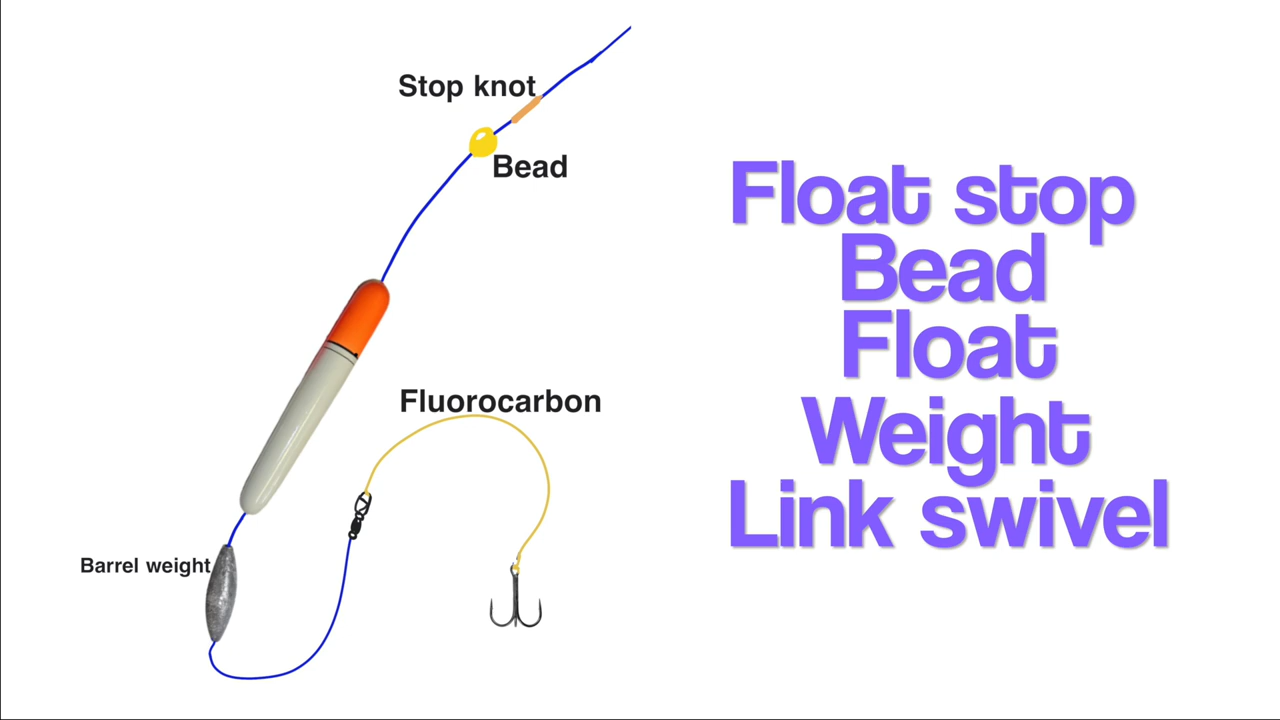 Stop knot
Bead
Fluorocarbon
Barrel weight
Float stop
Bead
Float
Weight
Link swivel